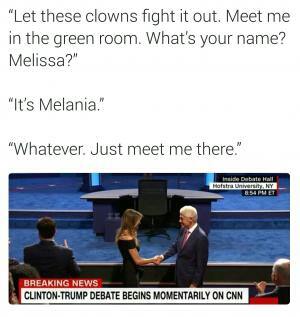 “Let these clowns fight it out. Meet me
in the green room. What’s your name?
Melissa?”
“It’s Melania.”
“Whatever. Just meet me there.”
Inside Debate Hall
Hofstra University, NY
8:54 PM ET
BREAKING NEWS
CLINTON-TRUMP DEBATE BEGINS MOMENTARILY ON CNN